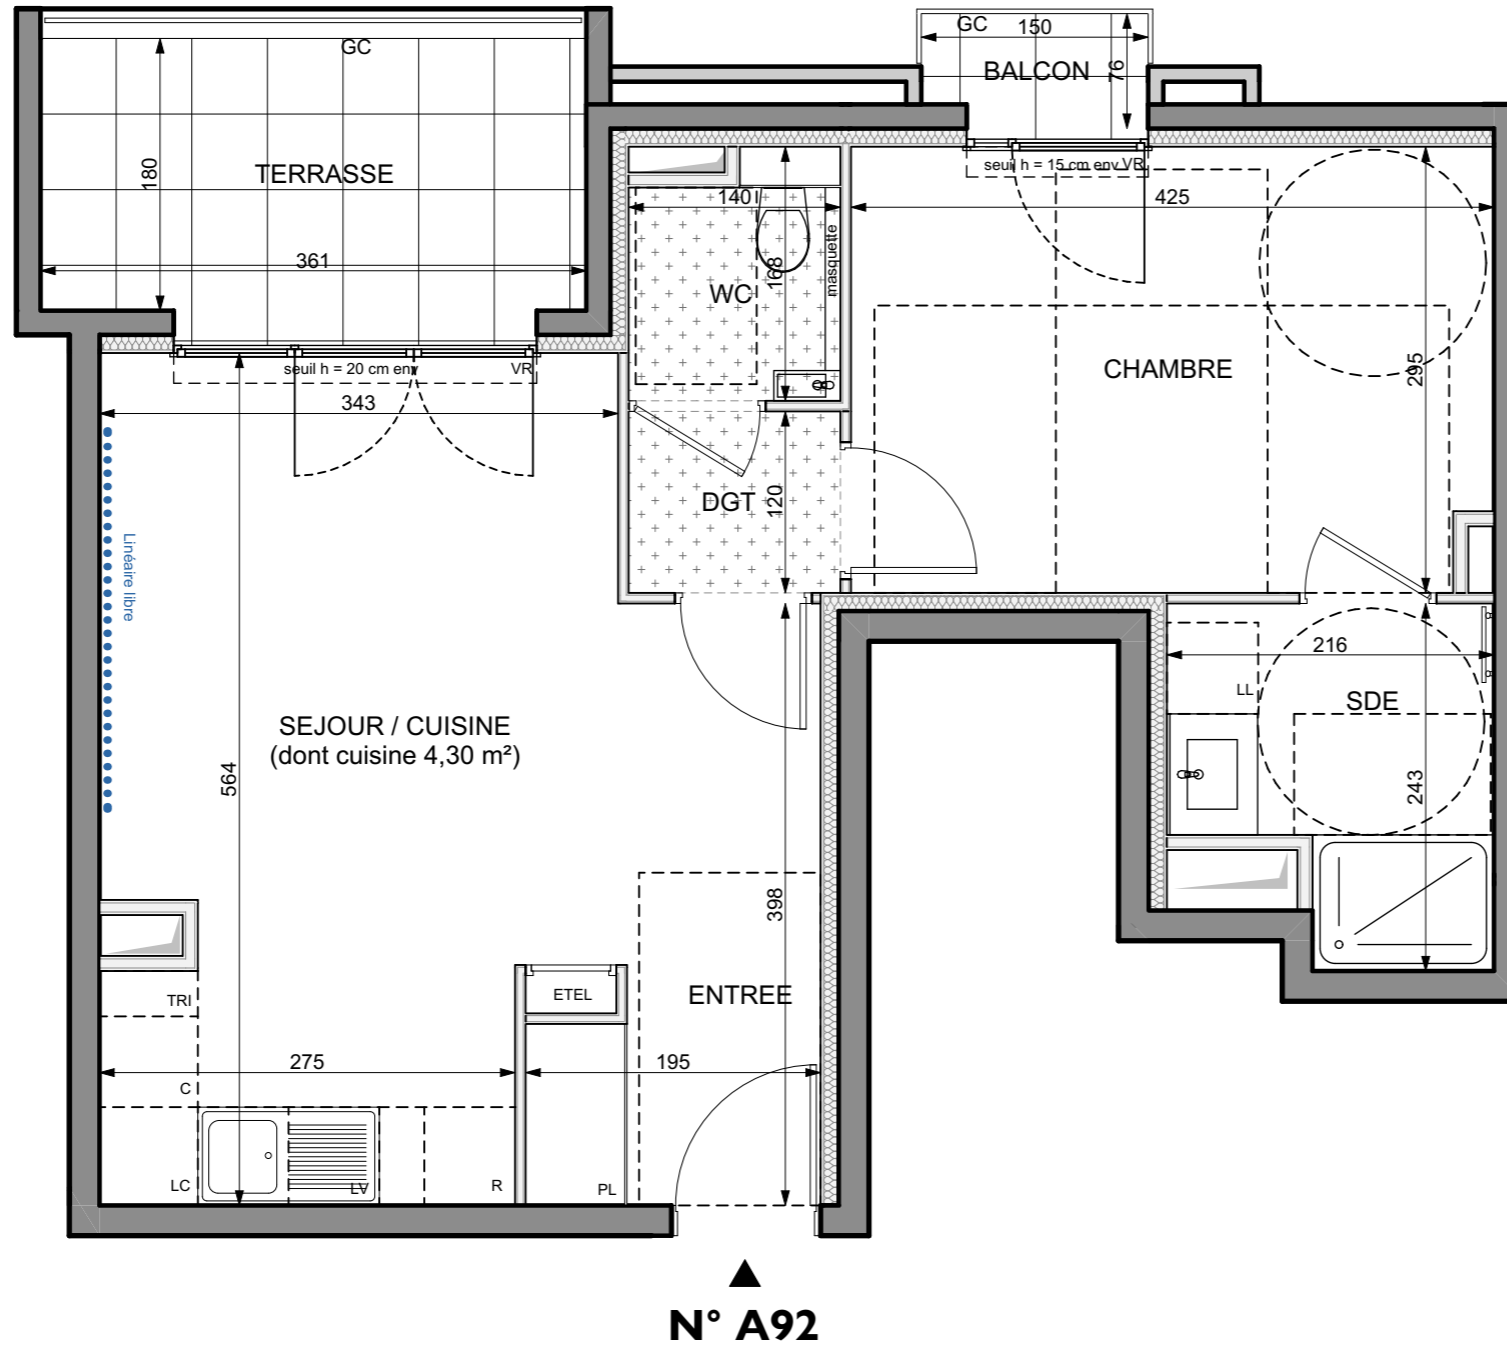 GC
GC
150
76
BALCON
TERRASSE
180
361
seuil h = 15 cm env VR
140
425
168
masquette
WC
CHAMBRE
295
seuil h = 20 cm env
VR
343
DGT
120
Linéaire libre
216
LL
SDE
SEJOUR / CUISINE
(dont cuisine 4,30 m²)
564
243
398
ENTREE
ETEL
TRI
275
195
C
LC
LV
R
PL
N° A92